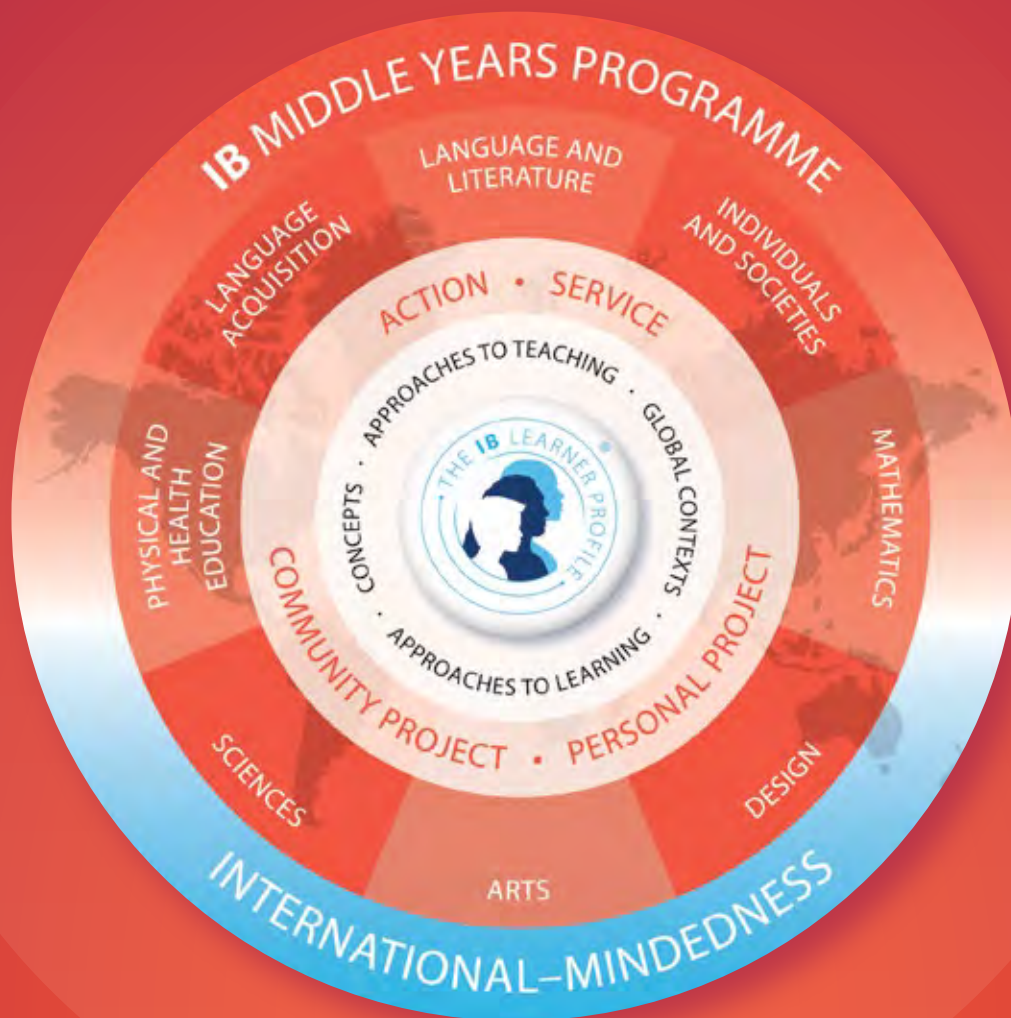 IB MIDDLE YEARS PROGRAMME
LANGUAGE AND
LITERATURE
INDIVIDUALS
AND SOCIETIES
MATHEMATICS
DESIGN
ARTS
SCIENCES
PHYSICAL AND
HEALTH
EDUCATION
LANGUAGE
ACQUISITION
ACTION • SERVICE
PERSONAL PROJECT •
COMMUNITY PROJECT
APPROACHES TO TEACHING •
GLOBAL CONTEXTS •
APPROACHES TO LEARNING •
CONCEPTS •
• THE IB LEARNER PROFILE • ®
INTERNATIONAL–MINDEDNESS